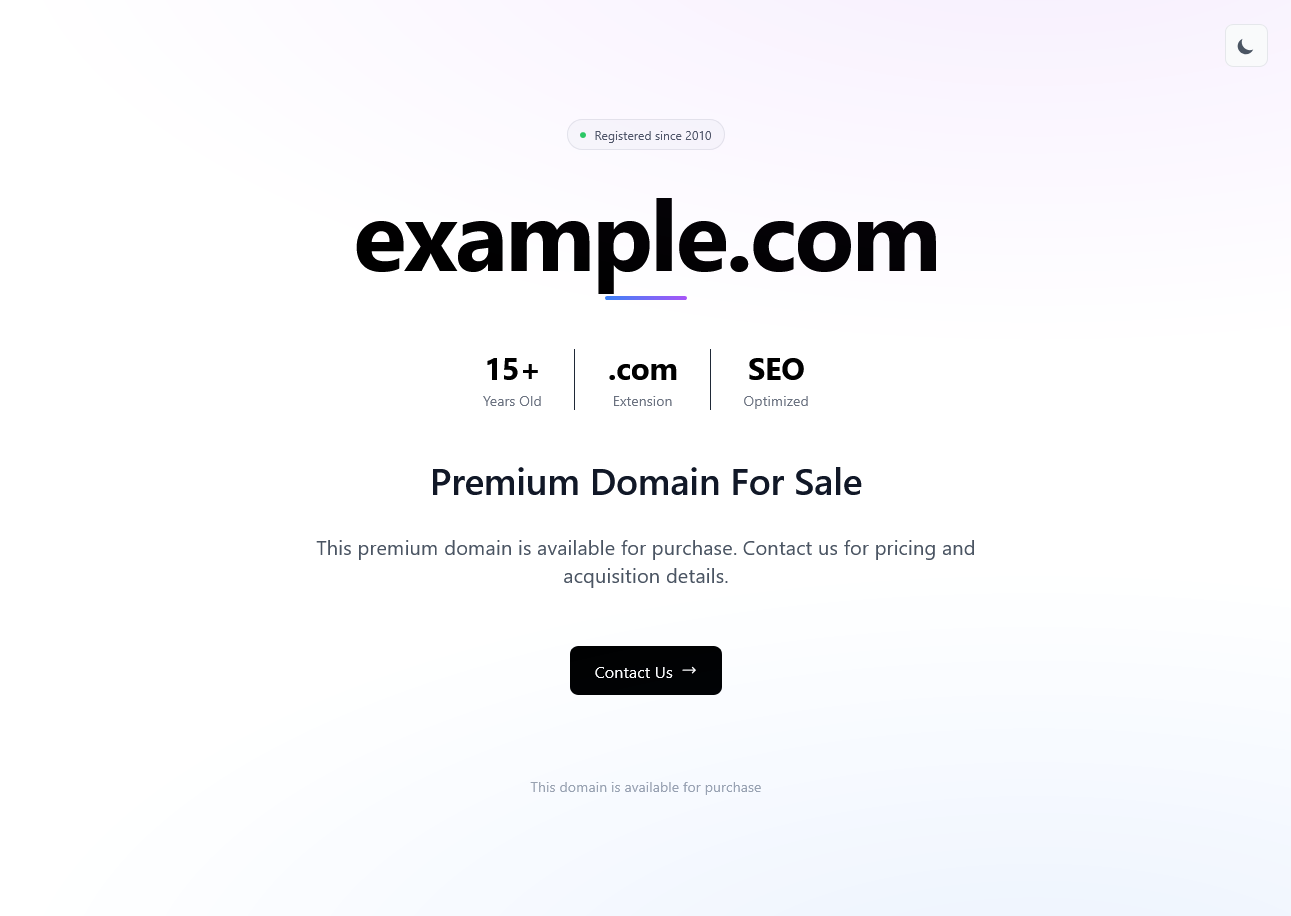 Registered since 2010
example.com
15+
Years Old
.com
Extension
SEO
Optimized
Premium Domain For Sale
This premium domain is available for purchase. Contact us for pricing and
acquisition details.
Contact Us →
This domain is available for purchase